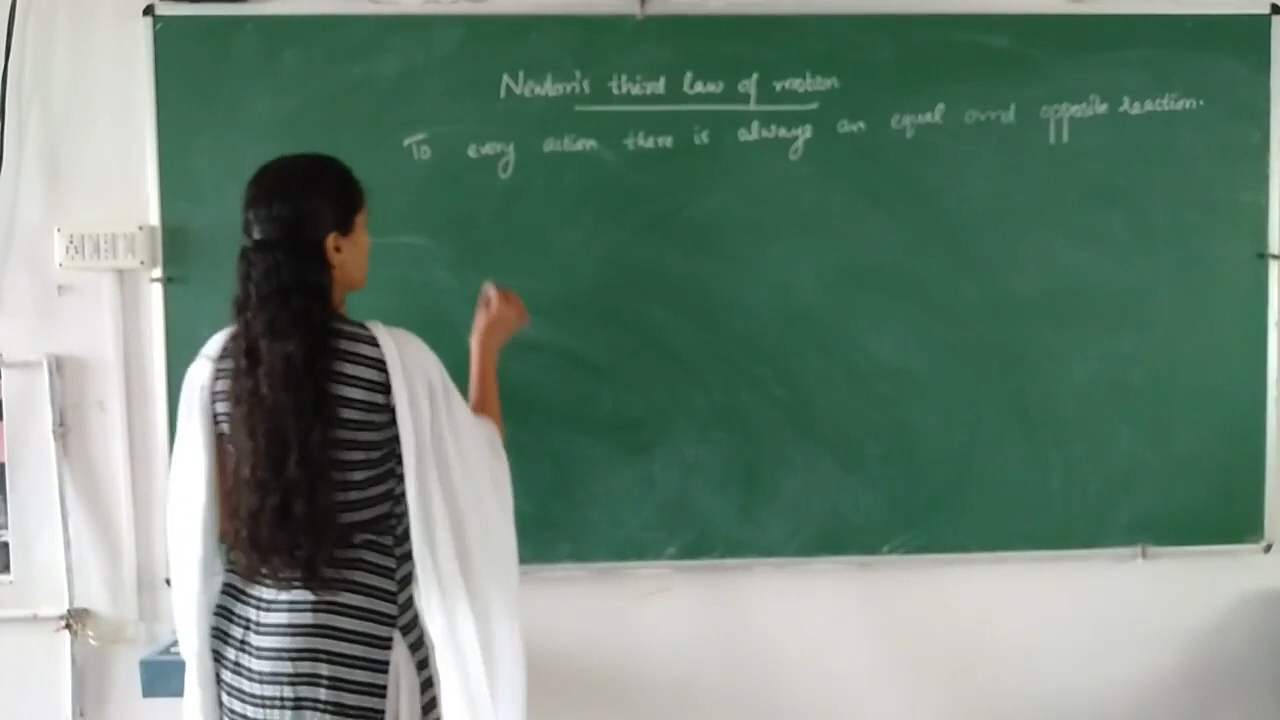 Newton's third law of motion
To every action there is always an equal and opposite reaction.